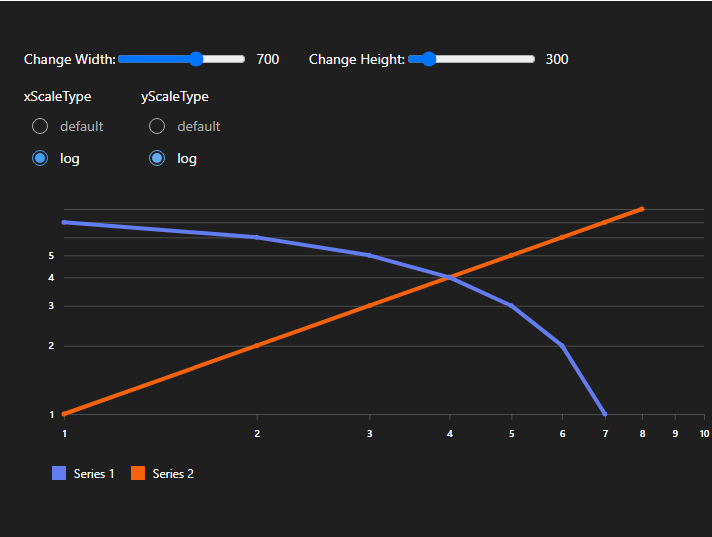 Change Width: 700 Change Height: 300
xScaleType yScaleType
default default
log log
5
4
3
2
1
1 2 3 4 5 6 7 8 9 10
Series 1 Series 2